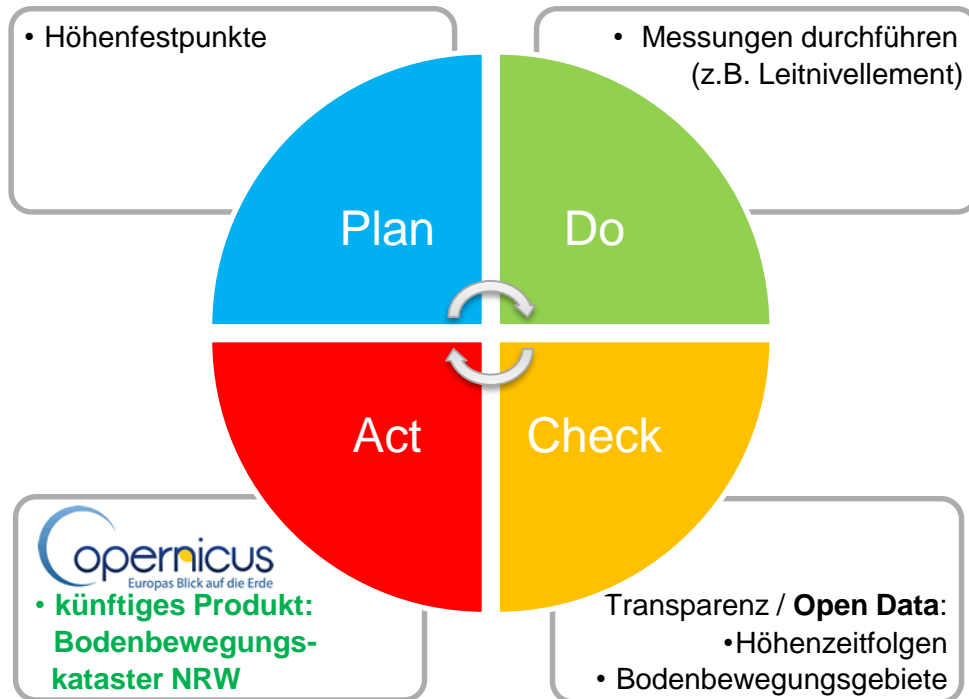 • Höhenfestpunkte
• Messungen durchführen
(z.B. Leitnivellement)
Plan
Do
Act
Check
Copernicus
Europas Blick auf die Erde
• künftiges Produkt:
Bodenbewegungs-
kataster NRW
Transparenz / Open Data:
•Höhenzeitfolgen
• Bodenbewegungsgebiete